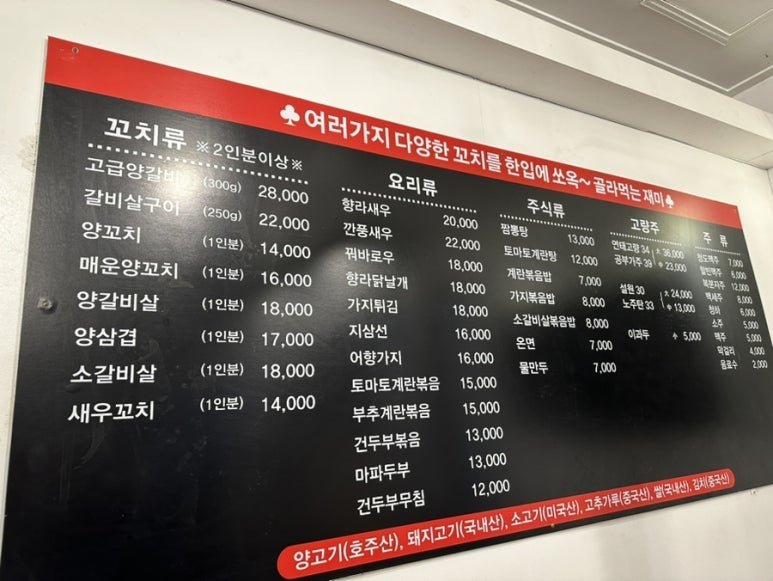 ♣여러가지 다양한 꼬치를 한입에 쏘옥~ 골라먹는 재미♣
꼬치류 ※2인분이상※
고급양갈비 (300g) 28,000
갈비살구이 (250g) 22,000
양꼬치 (1인분) 14,000
매운양꼬치 (1인분) 16,000
양갈비살 (1인분) 18,000
양삼겹 (1인분) 17,000
소갈비살 (1인분) 18,000
새우꼬치 (1인분) 14,000
요리류
향라새우 20,000
깐풍새우 22,000
꿔바로우 18,000
향라닭날개 18,000
가지튀김 18,000
지삼선 16,000
어향가지 16,000
토마토계란볶음 15,000
부추계란볶음 15,000
건두부볶음 13,000
마파두부 13,000
건두부무침 12,000
주식류
짬뽕탕 13,000
토마토계란탕 12,000
계란볶음밥 7,000
가지볶음밥 8,000
소갈비살볶음밥 8,000
온면 7,000
물만두 7,000
고량주
연태고량 34 大 36,000
공부가주 39 中 23,000
설원 30 大 24,000
노주탄 33 中 13,000
이과두 小 5,000
주 류
칭도맥주 7,000
하얼빈맥주 6,000
복분자주 12,000
백세주 8,000
청하 6,000
소주 5,000
맥주 5,000
막걸리 4,000
음료수 2,000
양고기(호주산), 돼지고기(국내산), 소고기(미국산), 고추가루(중국산), 쌀(국내산), 김치(중국산)